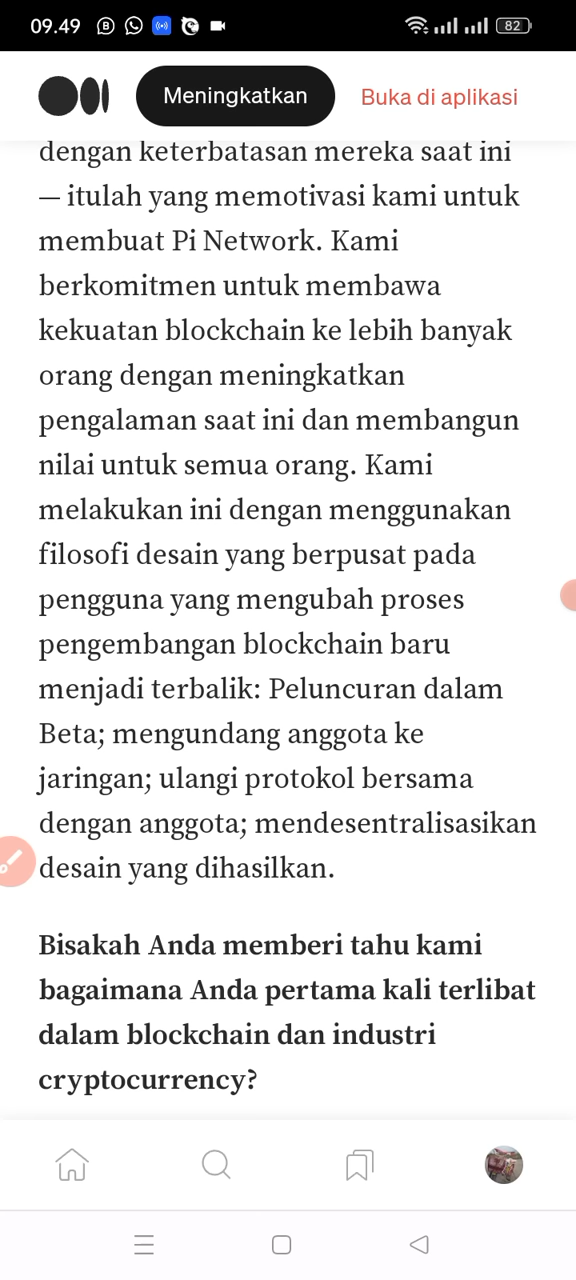 09.49
82
Meningkatkan
Buka di aplikasi
dengan keterbatasan mereka saat ini
— itulah yang memotivasi kami untuk
membuat Pi Network. Kami
berkomitmen untuk membawa
kekuatan blockchain ke lebih banyak
orang dengan meningkatkan
pengalaman saat ini dan membangun
nilai untuk semua orang. Kami
melakukan ini dengan menggunakan
filosofi desain yang berpusat pada
pengguna yang mengubah proses
pengembangan blockchain baru
menjadi terbalik: Peluncuran dalam
Beta; mengundang anggota ke
jaringan; ulangi protokol bersama
dengan anggota; mendesentralisasikan
desain yang dihasilkan.
Bisakah Anda memberi tahu kami
bagaimana Anda pertama kali terlibat
dalam blockchain dan industri
cryptocurrency?